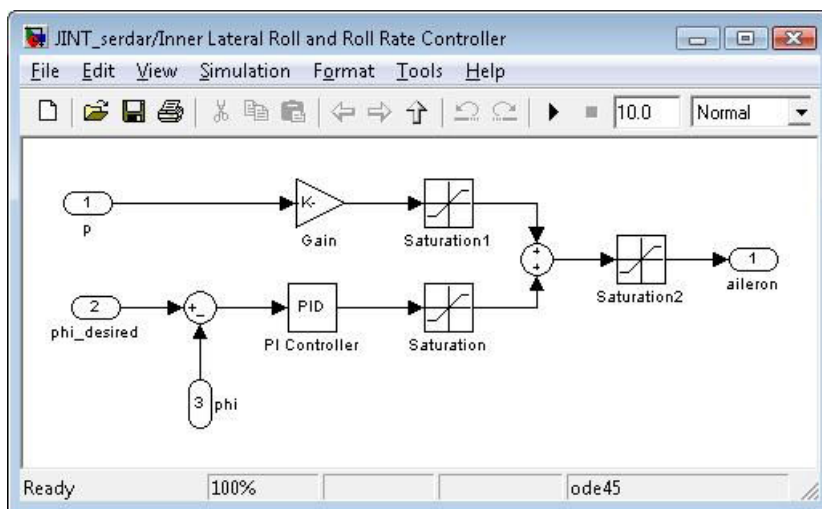 JINT_serdar/Inner Lateral Roll and Roll Rate Controller
File Edit View Simulation Format Tools Help
10.0 Normal
1
p
K-
Gain
Saturation1
+
+
Saturation2
1
aileron
2
phi_desired
+
-
PID
PI Controller
Saturation
3
phi
Ready 100% ode45